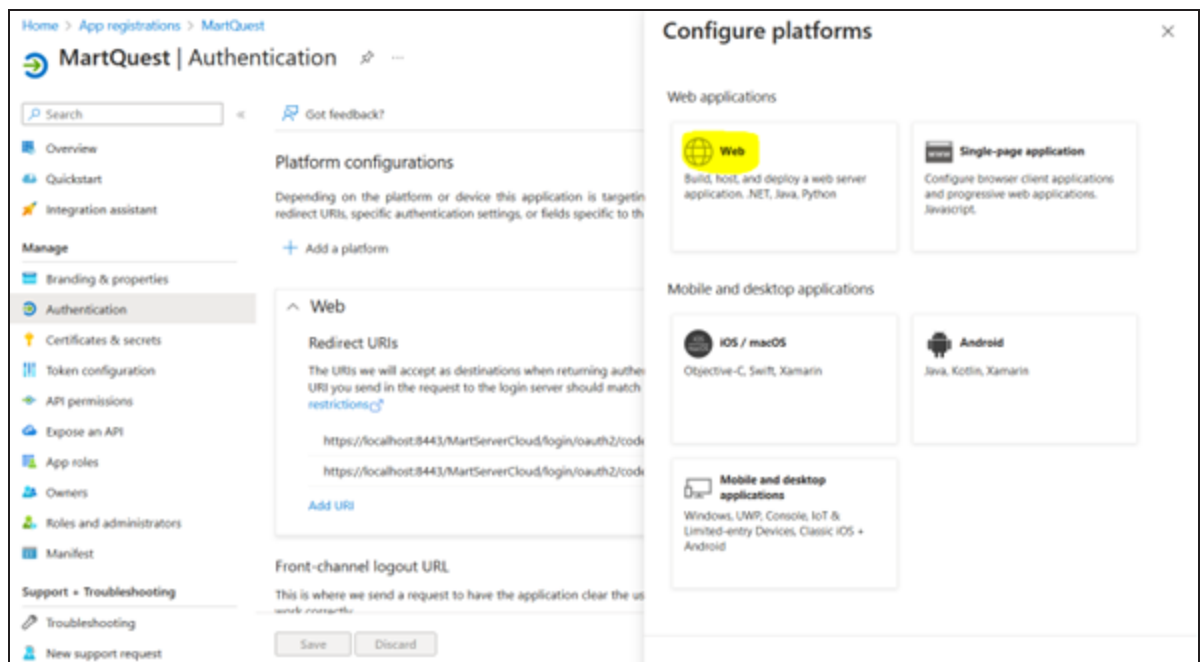 Home > App registrations > MartQuest
MartQuest | Authentication
Search
Got feedback?
Overview
Quickstart
Integration assistant
Manage
Branding & properties
Authentication
Certificates & secrets
Token configuration
API permissions
Expose an API
App roles
Owners
Roles and administrators
Manifest
Support + Troubleshooting
Troubleshooting
New support request
Platform configurations
Depending on the platform or device this application is targetin
redirect URIs, specific authentication settings, or fields specific to th
Add a platform
Web
Redirect URIs
The URIs we will accept as destinations when returning authe
URI you send in the request to the login server should match
restrictions
https://localhost:8443/MartServerCloud/login/oauth2/code
https://localhost:8443/MartServerCloud/login/oauth2/code
Add URI
Front-channel logout URL
This is where we send a request to have the application clear the us
work correctly.
Save
Discard
Configure platforms
Web applications
Web
Build, host, and deploy a web server
application. .NET, Java, Python
Single-page application
Configure browser client applications
and progressive web applications.
Javascript.
Mobile and desktop applications
iOS / macOS
Objective-C, Swift, Xamarin
Android
Java, Kotlin, Xamarin
Mobile and desktop
applications
Windows, UWP, Console, IoT &
Limited-entry Devices, Classic iOS +
Android